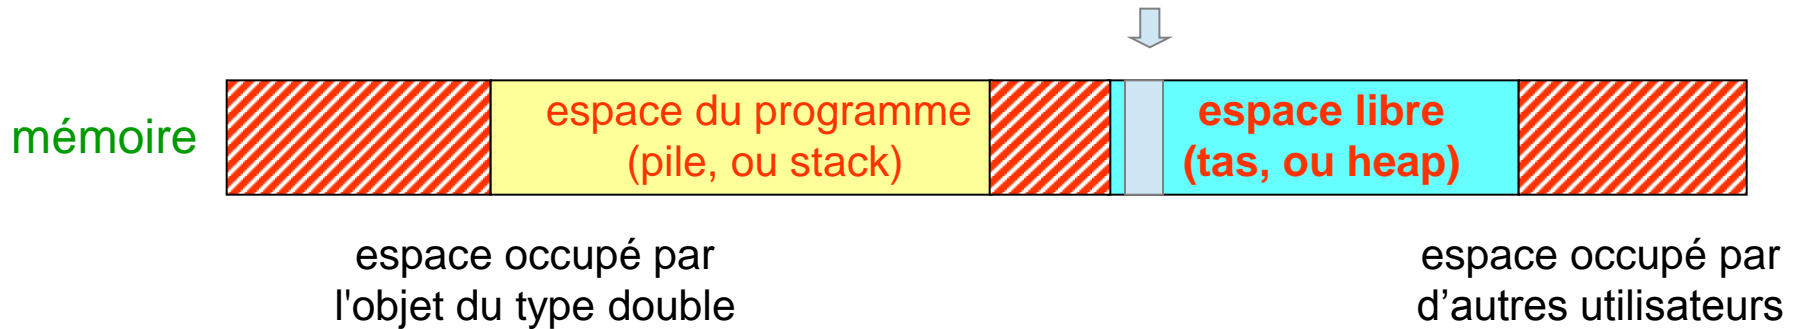 mémoire
espace du programme
(pile, ou stack)
espace libre
(tas, ou heap)
espace occupé par
l'objet du type double
espace occupé par
d’autres utilisateurs